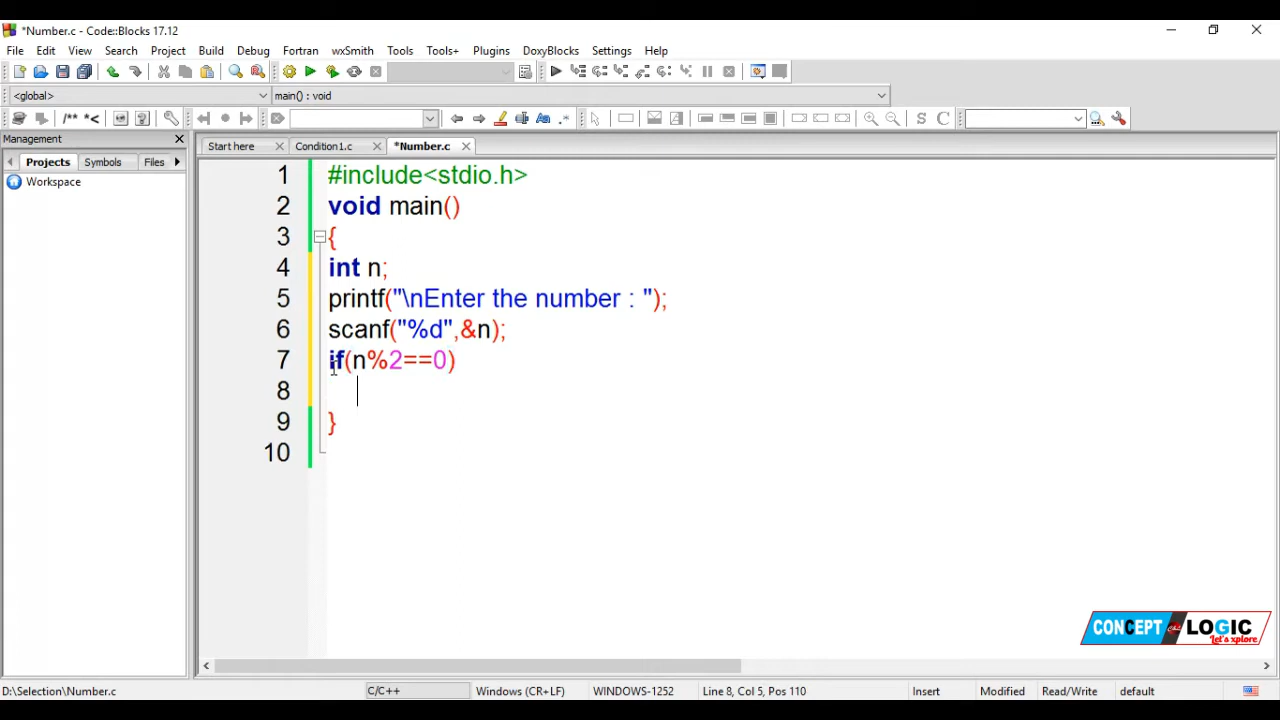 *Number.c - Code::Blocks 17.12
File Edit View Search Project Build Debug Fortran wxSmith Tools Tools+ Plugins DoxyBlocks Settings Help
<global> main() : void
/** *< S C
Management
Projects Symbols Files
Workspace
Start here Condition1.c *Number.c
1 #include<stdio.h>
2 void main()
3 {
4 int n;
5 printf("\nEnter the number : ");
6 scanf("%d",&n);
7 if(n%2==0)
8
9 }
10
CONCEPT LOGIC
Let's xplore
D:\Selection\Number.c C/C++ Windows (CR+LF) WINDOWS-1252 Line 8, Col 5, Pos 110 Insert Modified Read/Write default